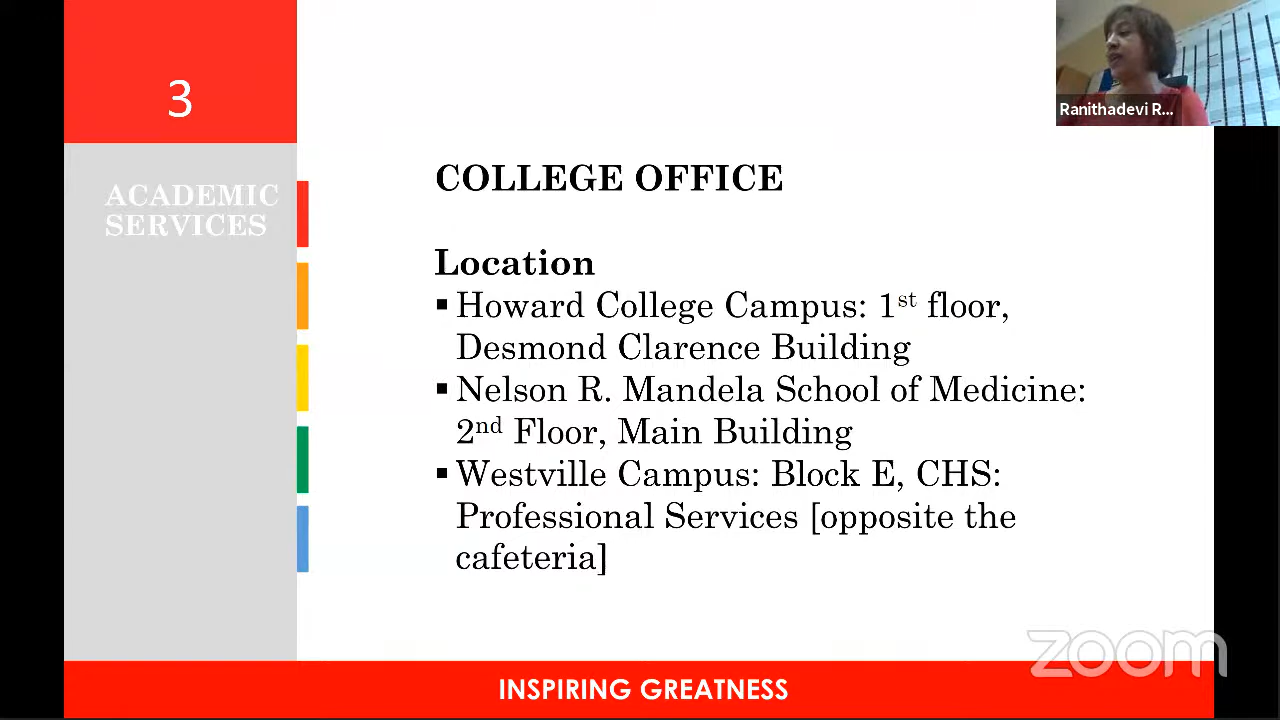 3
Ranithadevi R...
ACADEMIC
SERVICES
COLLEGE OFFICE
Location
▪ Howard College Campus: 1st floor,
Desmond Clarence Building
▪ Nelson R. Mandela School of Medicine:
2nd Floor, Main Building
▪ Westville Campus: Block E, CHS:
Professional Services [opposite the
cafeteria]
zoom
INSPIRING GREATNESS